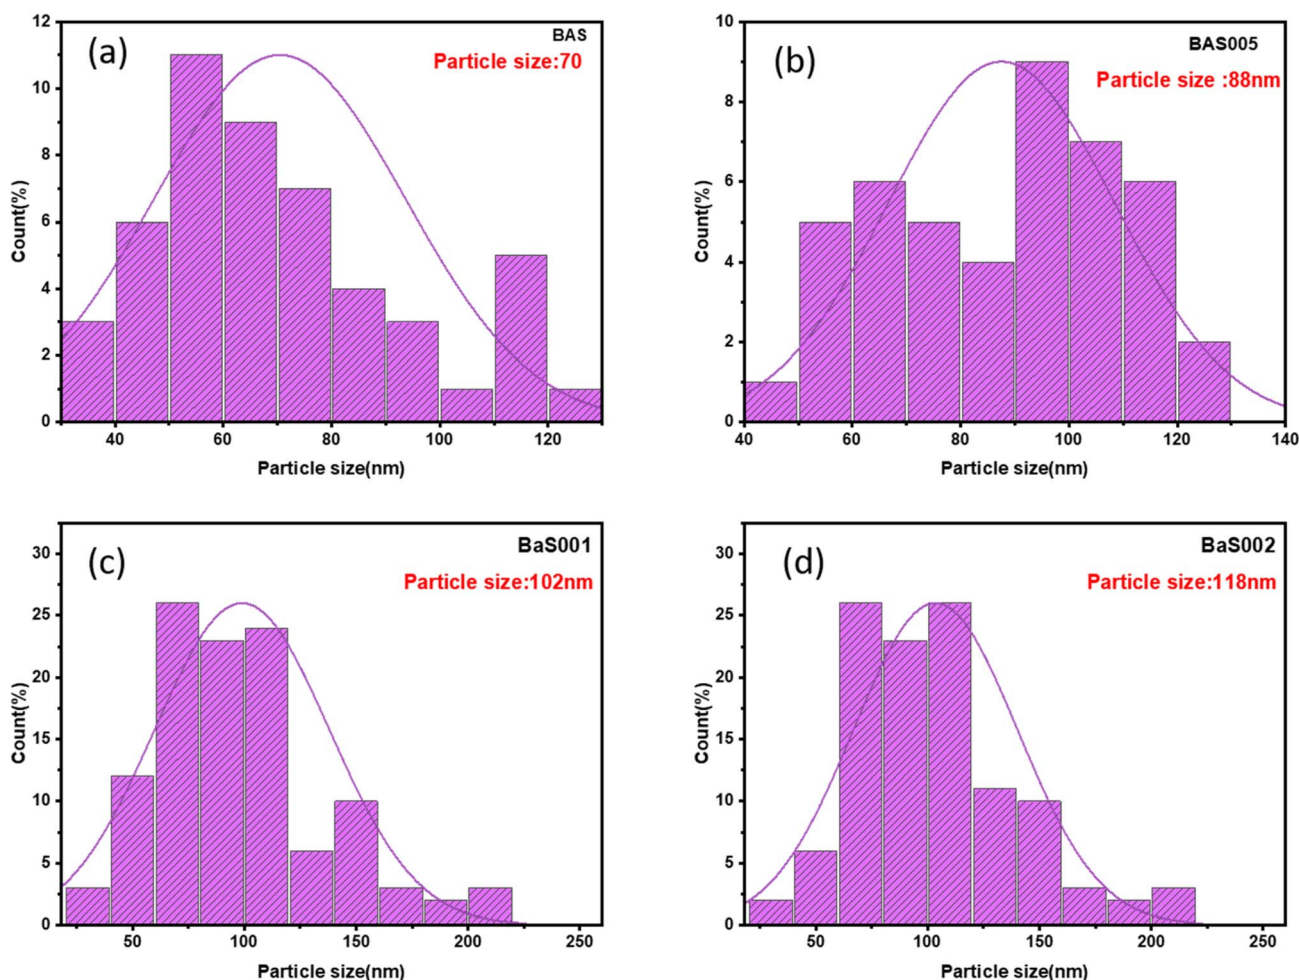 (a)
BAS
Particle size:70
12
10
8
6
4
2
0
Count(%)
40
60
80
100
120
Particle size(nm)
(b)
BAS005
Particle size :88nm
10
8
6
4
2
0
Count(%)
40
60
80
100
120
140
Particle size(nm)
(c)
BaS001
Particle size:102nm
30
25
20
15
10
5
0
Count(%)
50
100
150
200
250
Particle size(nm)
(d)
BaS002
Particle size:118nm
30
25
20
15
10
5
0
Count(%)
50
100
150
200
250
Particle size(nm)